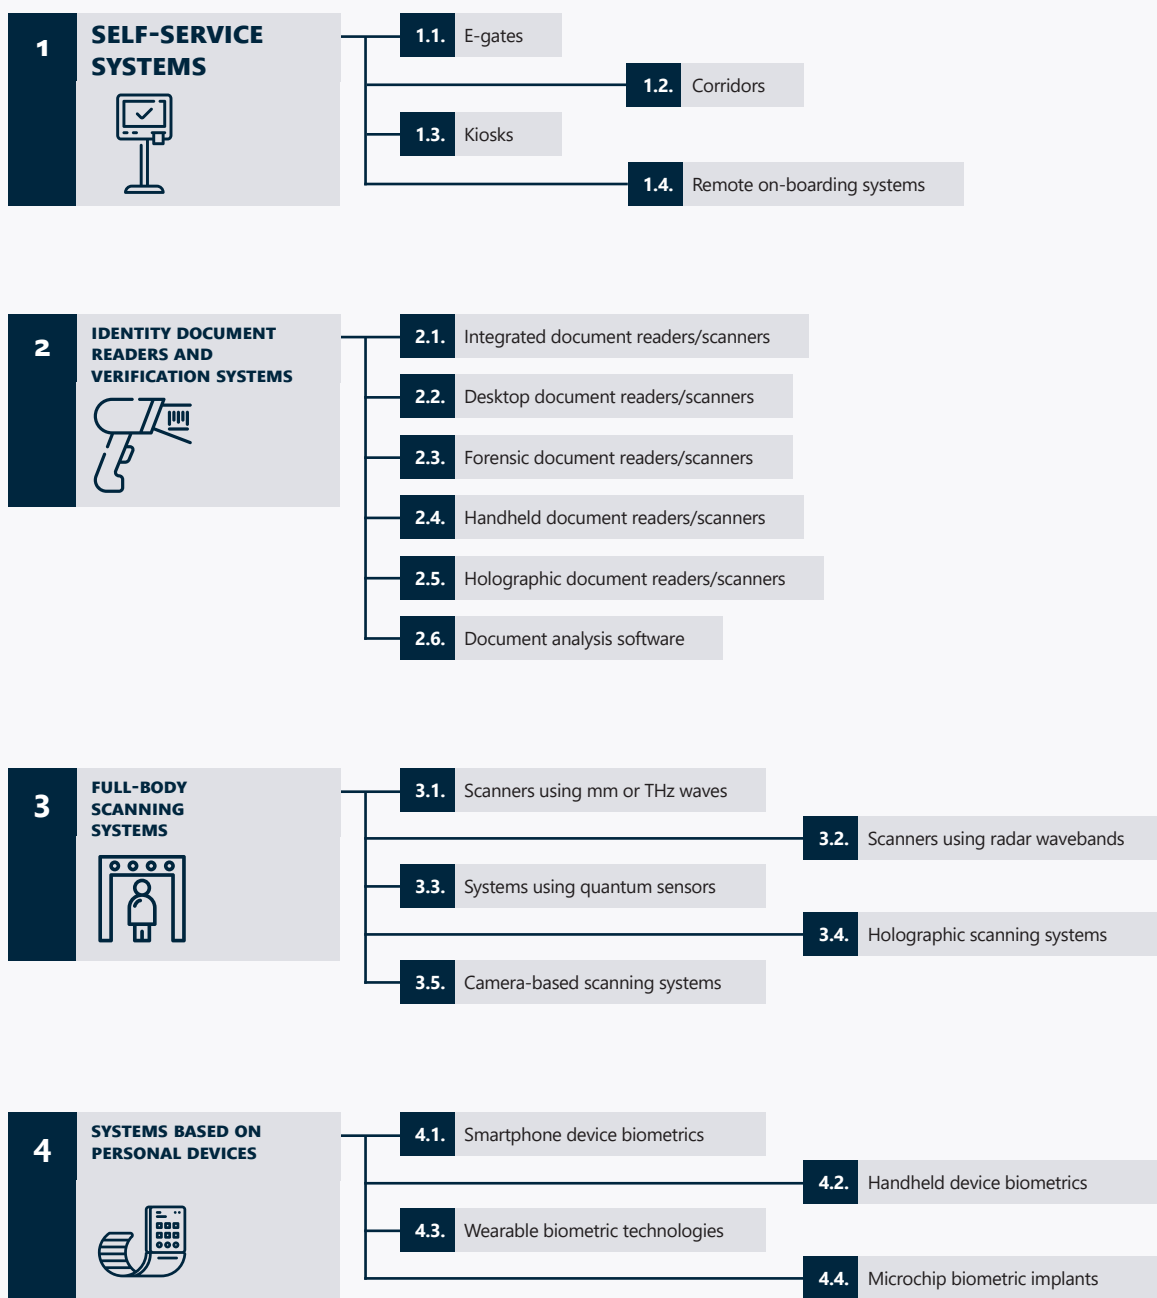 1
SELF-SERVICE
SYSTEMS
1.1. E-gates
1.2. Corridors
1.3. Kiosks
1.4. Remote on-boarding systems
2
IDENTITY DOCUMENT
READERS AND
VERIFICATION SYSTEMS
2.1. Integrated document readers/scanners
2.2. Desktop document readers/scanners
2.3. Forensic document readers/scanners
2.4. Handheld document readers/scanners
2.5. Holographic document readers/scanners
2.6. Document analysis software
3
FULL-BODY
SCANNING
SYSTEMS
3.1. Scanners using mm or THz waves
3.2. Scanners using radar wavebands
3.3. Systems using quantum sensors
3.4. Holographic scanning systems
3.5. Camera-based scanning systems
4
SYSTEMS BASED ON
PERSONAL DEVICES
4.1. Smartphone device biometrics
4.2. Handheld device biometrics
4.3. Wearable biometric technologies
4.4. Microchip biometric implants